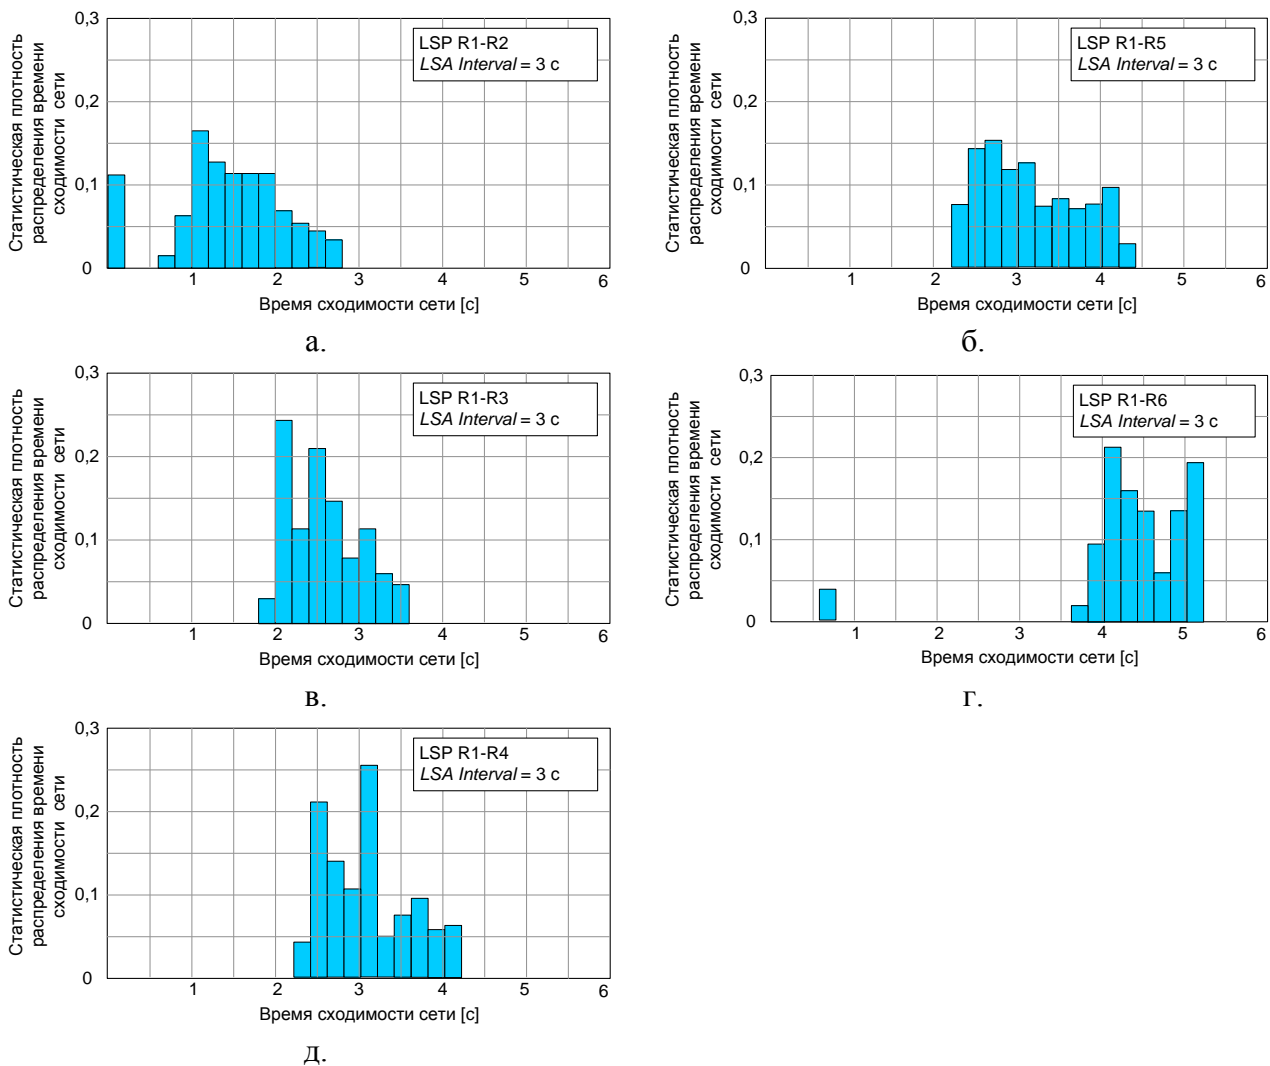 Статистическая плотность
распределения времени
сходимости сети
0,3
0,2
0,1
0
LSP R1-R2
LSA Interval = 3 с
1 2 3 4 5 6
Время сходимости сети [с]
а.
Статистическая плотность
распределения времени
сходимости сети
0,3
0,2
0,1
0
LSP R1-R5
LSA Interval = 3 с
1 2 3 4 5 6
Время сходимости сети [с]
б.
Статистическая плотность
распределения времени
сходимости сети
0,3
0,2
0,1
0
LSP R1-R3
LSA Interval = 3 с
1 2 3 4 5 6
Время сходимости сети [с]
в.
Статистическая плотность
распределения времени
сходимости сети
0,3
0,2
0,1
0
LSP R1-R6
LSA Interval = 3 с
1 2 3 4 5 6
Время сходимости сети [с]
г.
Статистическая плотность
распределения времени
сходимости сети
0,3
0,2
0,1
0
LSP R1-R4
LSA Interval = 3 с
1 2 3 4 5 6
Время сходимости сети [с]
д.